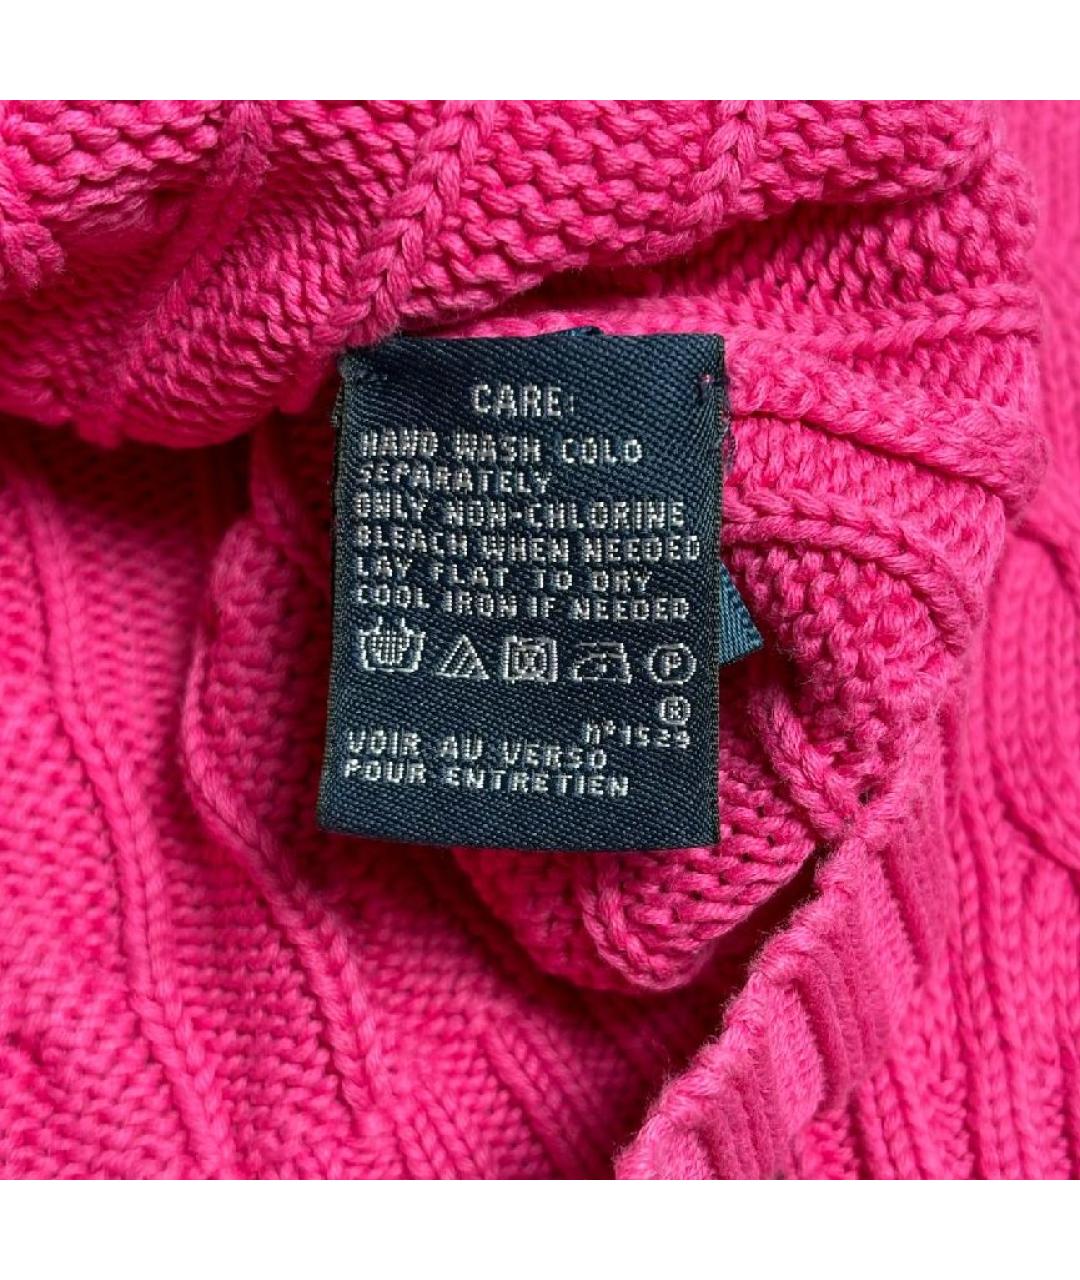 CARE:
HAND WASH COLD
SEPARATELY
ONLY NON-CHLORINE
BLEACH WHEN NEEDED
LAY FLAT TO DRY
COOL IRON IF NEEDED
P
®
nº1525
VOIR AU VERSO
POUR ENTRETIEN